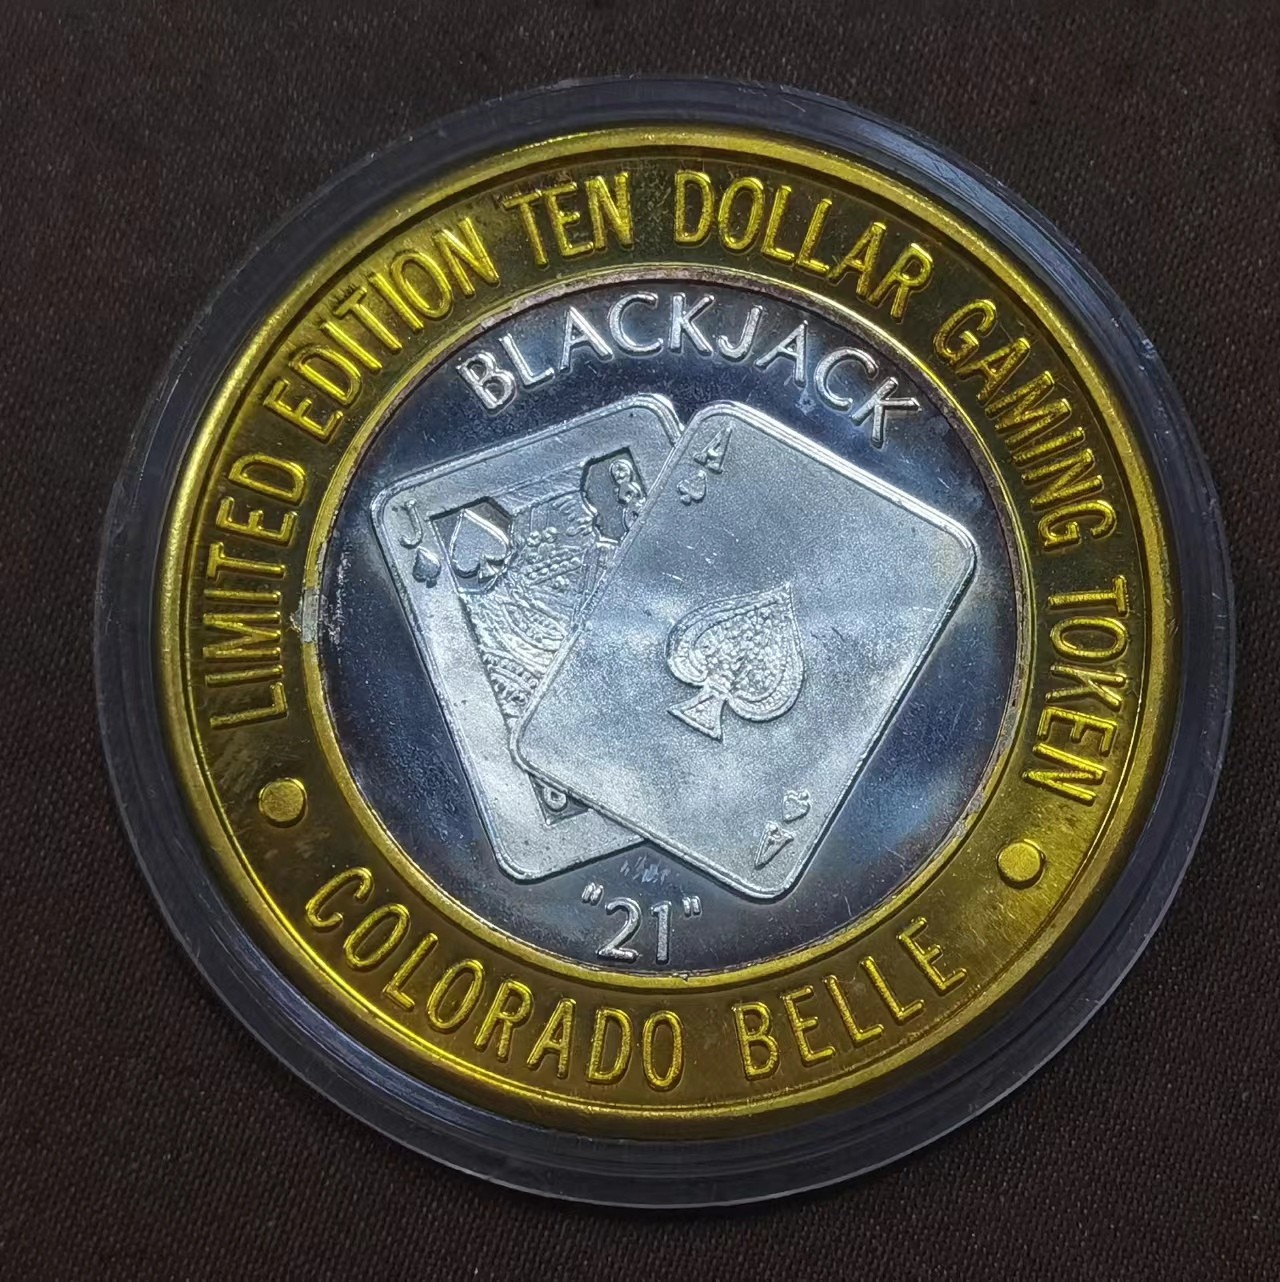 LIMITED EDITION TEN DOLLAR GAMING TOKEN
BLACKJACK
J
A
A
"21"
COLORADO BELLE